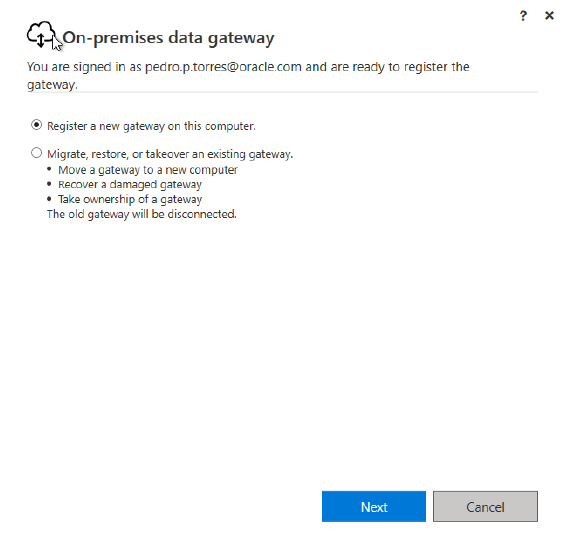 ? ×
On-premises data gateway
You are signed in as pedro.p.torres@oracle.com and are ready to register the
gateway.
Register a new gateway on this computer.
Migrate, restore, or takeover an existing gateway.
• Move a gateway to a new computer
• Recover a damaged gateway
• Take ownership of a gateway
The old gateway will be disconnected.
Next Cancel